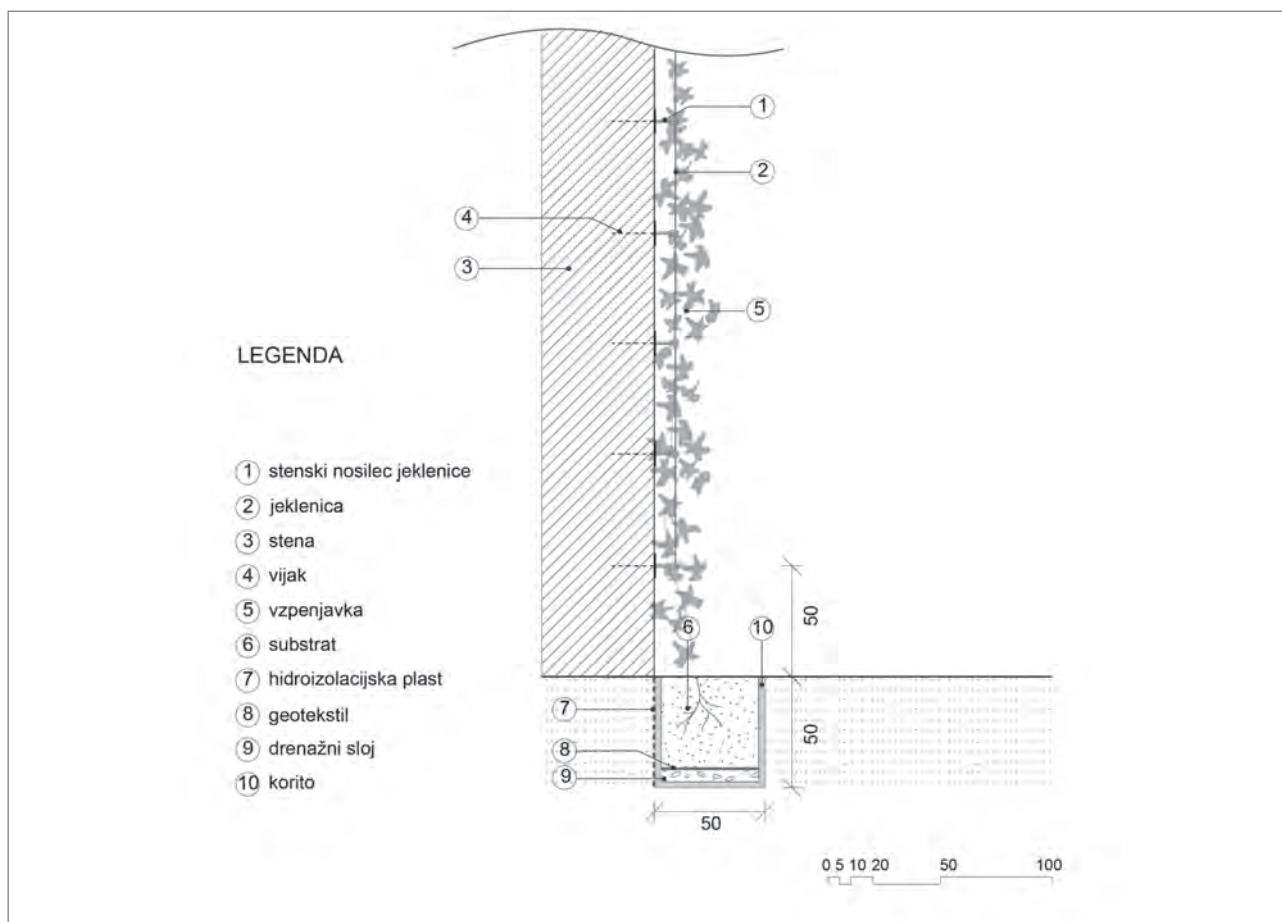 1
2
4
3
5
LEGENDA
1 stenski nosilec jeklenice
2 jeklenica
3 stena
4 vijak
5 vzpenjavka
6 substrat
7 hidroizolacijska plast
8 geotekstil
9 drenažni sloj
10 korito
6
10
50
7
50
8
9
50
0 5 10 20 50 100